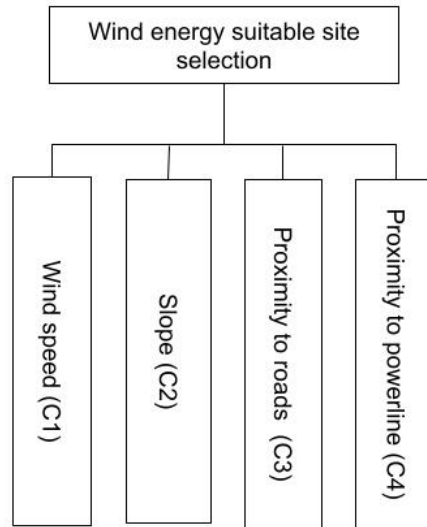 Wind energy suitable site
selection
Wind speed (C1)
Slope (C2)
Proximity to roads (C3)
Proximity to powerline (C4)